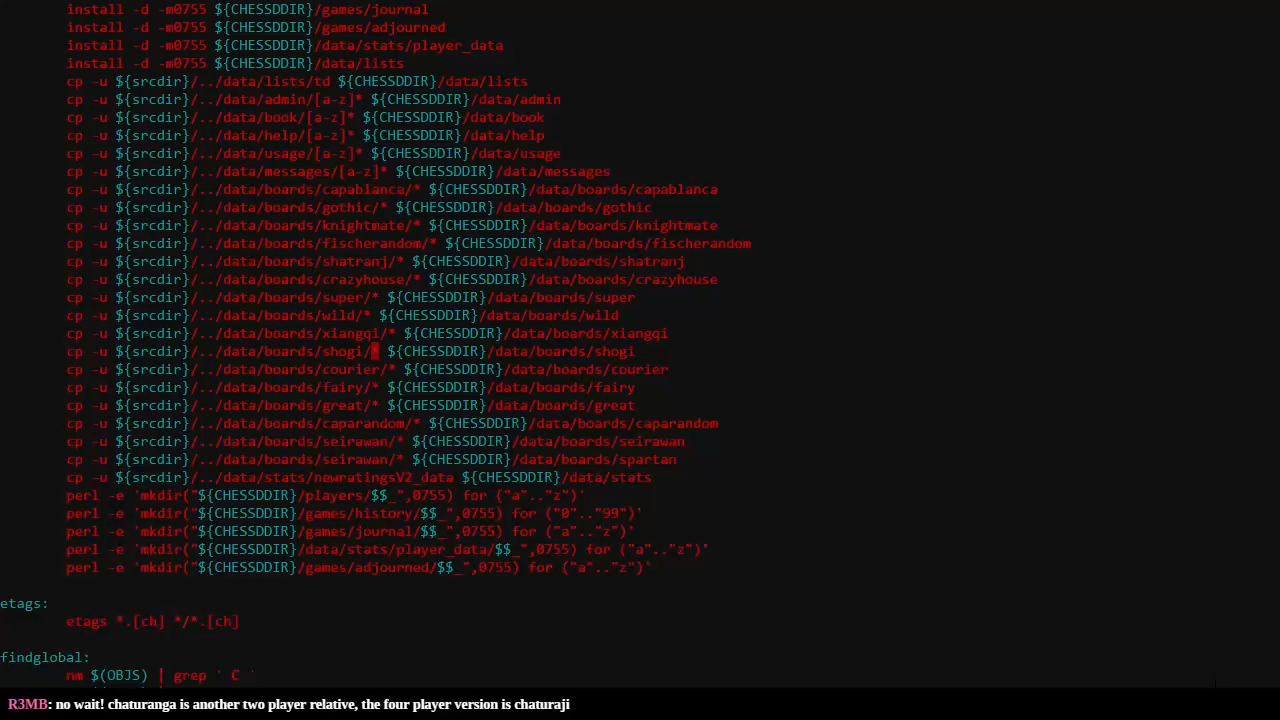 install -d -m0755 ${CHESSDDIR}/games/journal
install -d -m0755 ${CHESSDDIR}/games/adjourned
install -d -m0755 ${CHESSDDIR}/data/stats/player_data
install -d -m0755 ${CHESSDDIR}/data/lists
cp -u ${srcdir}/../data/lists/td ${CHESSDDIR}/data/lists
cp -u ${srcdir}/../data/admin/[a-z]* ${CHESSDDIR}/data/admin
cp -u ${srcdir}/../data/book/[a-z]* ${CHESSDDIR}/data/book
cp -u ${srcdir}/../data/help/[a-z]* ${CHESSDDIR}/data/help
cp -u ${srcdir}/../data/usage/[a-z]* ${CHESSDDIR}/data/usage
cp -u ${srcdir}/../data/messages/[a-z]* ${CHESSDDIR}/data/messages
cp -u ${srcdir}/../data/boards/capablanca/* ${CHESSDDIR}/data/boards/capablanca
cp -u ${srcdir}/../data/boards/gothic/* ${CHESSDDIR}/data/boards/gothic
cp -u ${srcdir}/../data/boards/knightmate/* ${CHESSDDIR}/data/boards/knightmate
cp -u ${srcdir}/../data/boards/fischerandom/* ${CHESSDDIR}/data/boards/fischerandom
cp -u ${srcdir}/../data/boards/shatranj/* ${CHESSDDIR}/data/boards/shatranj
cp -u ${srcdir}/../data/boards/crazyhouse/* ${CHESSDDIR}/data/boards/crazyhouse
cp -u ${srcdir}/../data/boards/super/* ${CHESSDDIR}/data/boards/super
cp -u ${srcdir}/../data/boards/wild/* ${CHESSDDIR}/data/boards/wild
cp -u ${srcdir}/../data/boards/xiangqi/* ${CHESSDDIR}/data/boards/xiangqi
cp -u ${srcdir}/../data/boards/shogi/* ${CHESSDDIR}/data/boards/shogi
cp -u ${srcdir}/../data/boards/courier/* ${CHESSDDIR}/data/boards/courier
cp -u ${srcdir}/../data/boards/fairy/* ${CHESSDDIR}/data/boards/fairy
cp -u ${srcdir}/../data/boards/great/* ${CHESSDDIR}/data/boards/great
cp -u ${srcdir}/../data/boards/caparandom/* ${CHESSDDIR}/data/boards/caparandom
cp -u ${srcdir}/../data/boards/seirawan/* ${CHESSDDIR}/data/boards/seirawan
cp -u ${srcdir}/../data/boards/seirawan/* ${CHESSDDIR}/data/boards/spartan
cp -u ${srcdir}/../data/stats/newratingsV2_data ${CHESSDDIR}/data/stats
perl -e 'mkdir("${CHESSDDIR}/players/$$_",0755) for ("a".."z")'
perl -e 'mkdir("${CHESSDDIR}/games/history/$$_",0755) for ("0".."99")'
perl -e 'mkdir("${CHESSDDIR}/games/journal/$$_",0755) for ("a".."z")'
perl -e 'mkdir("${CHESSDDIR}/data/stats/player_data/$$_",0755) for ("a".."z")'
perl -e 'mkdir("${CHESSDDIR}/games/adjourned/$$_",0755) for ("a".."z")'
etags:
etags *.[ch] */*.[ch]
findglobal:
nm $(OBJS) | grep ' C '
R3MB: no wait! chaturanga is another two player relative, the four player version is chaturaji